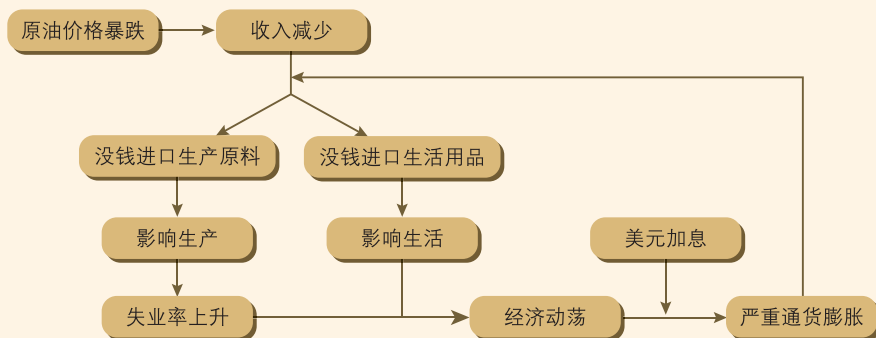 原油价格暴跌
收入减少
没钱进口生产原料
没钱进口生活用品
影响生产
影响生活
美元加息
失业率上升
经济动荡
严重通货膨胀